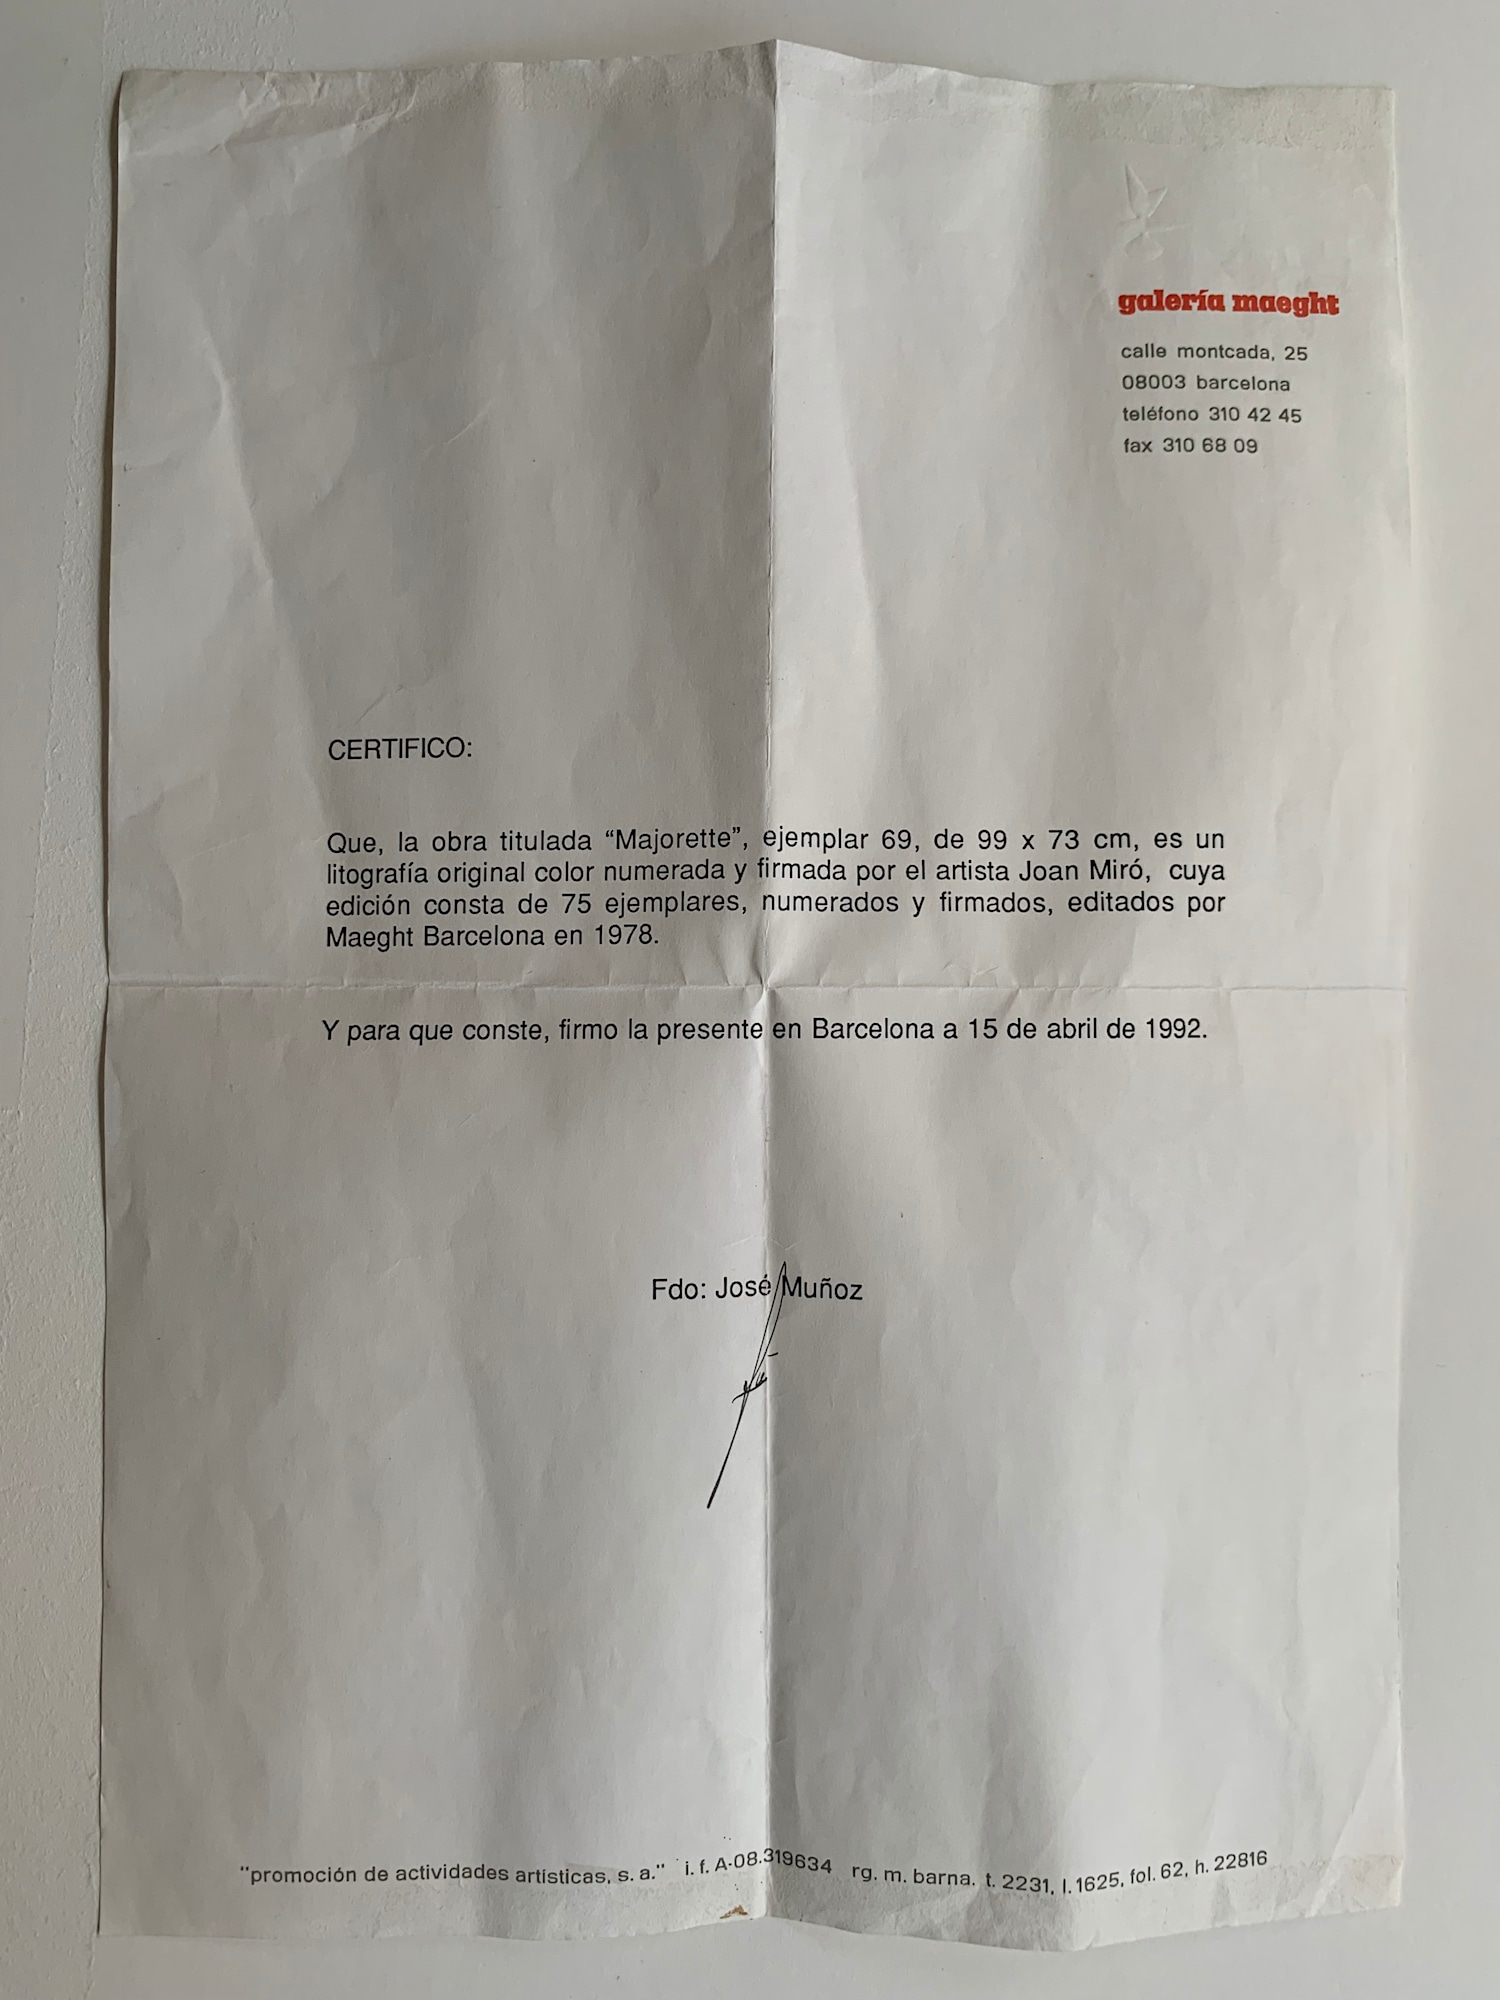 galería maeght
calle montcada, 25
08003 barcelona
teléfono 310 42 45
fax 310 68 09
CERTIFICO:
Que, la obra titulada “Majorette”, ejemplar 69, de 99 x 73 cm, es un
litografía original color numerada y firmada por el artista Joan Miró, cuya
edición consta de 75 ejemplares, numerados y firmados, editados por
Maeght Barcelona en 1978.
Y para que conste, firmo la presente en Barcelona a 15 de abril de 1992.
Fdo: José Muñoz
"promoción de actividades artísticas, s. a." i. f. A-08.319634 rg. m. barna. t. 2231, l. 1625, fol. 62, h. 22816